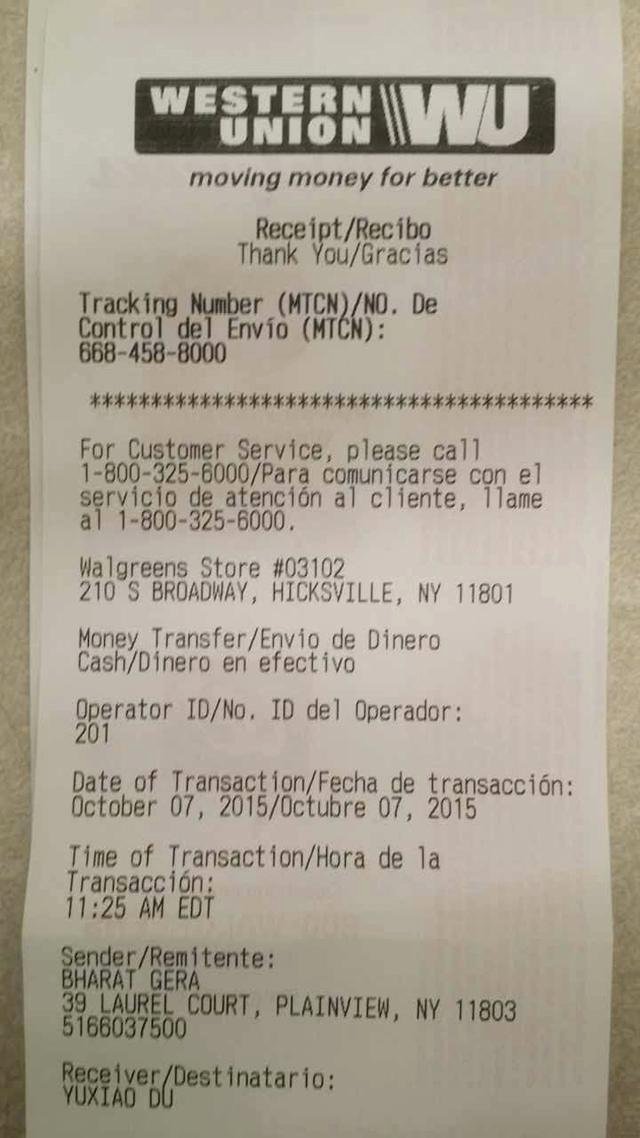 WESTERN UNION WU
moving money for better
Receipt/Recibo
Thank You/Gracias
Tracking Number (MTCN)/NO. De
Control del Envío (MTCN):
668-458-8000
*****************************************
For Customer Service, please call
1-800-325-6000/Para comunicarse con el
servicio de atención al cliente, llame
al 1-800-325-6000.
Walgreens Store #03102
210 S BROADWAY, HICKSVILLE, NY 11801
Money Transfer/Envio de Dinero
Cash/Dinero en efectivo
Operator ID/No. ID del Operador:
201
Date of Transaction/Fecha de transacción:
October 07, 2015/Octubre 07, 2015
Time of Transaction/Hora de la
Transacción:
11:25 AM EDT
Sender/Remitente:
BHARAT GERA
39 LAUREL COURT, PLAINVIEW, NY 11803
5166037500
Receiver/Destinatario:
YUXIAO DU